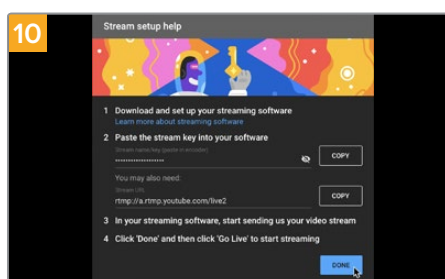 10
Stream setup help
1 Download and set up your streaming software
Learn more about streaming software
2 Paste the stream key into your software
Stream name/key (paste in encoder)
••••••••••••••••••••
COPY
You may also need:
Stream URL
rtmp://a.rtmp.youtube.com/live2
COPY
3 In your streaming software, start sending us your video stream
4 Click 'Done' and then click 'Go Live' to start streaming
DONE